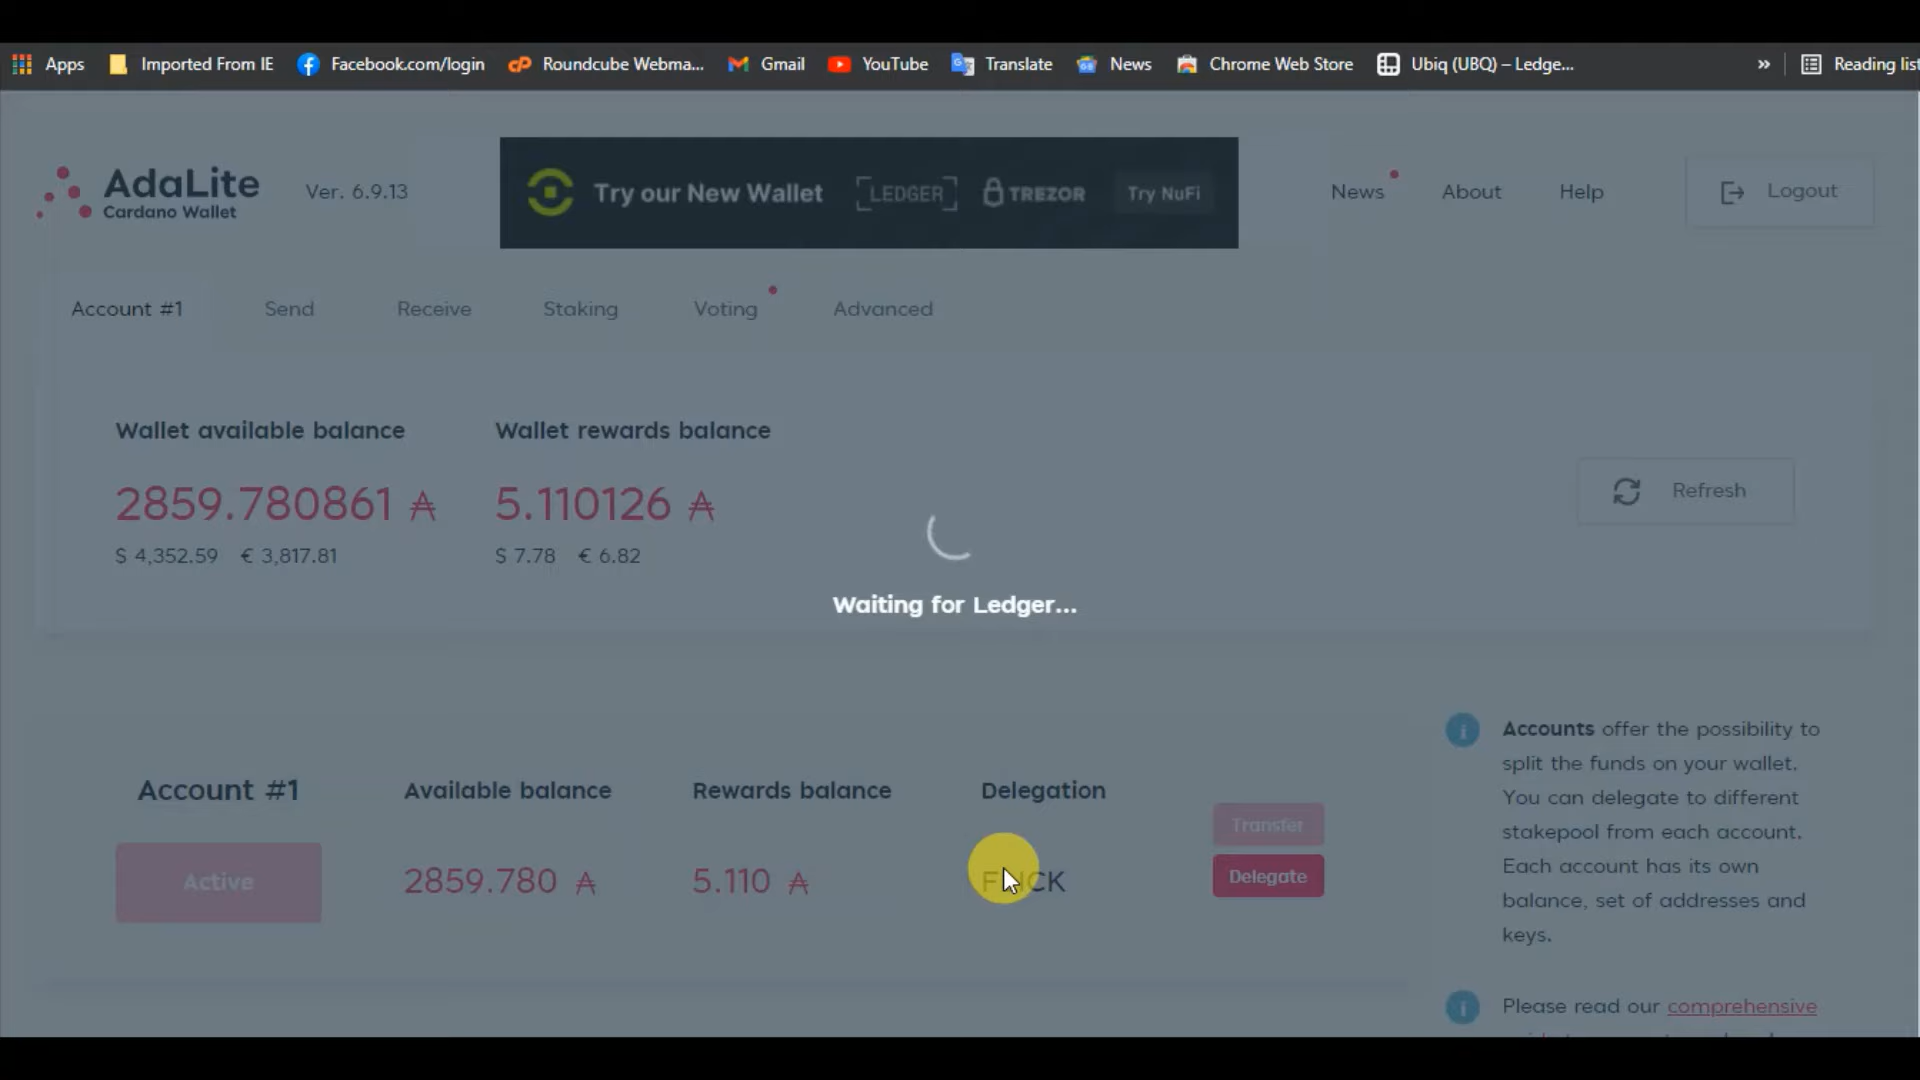 Apps Imported From IE Facebook.com/login Roundcube Webma... Gmail YouTube Translate News Chrome Web Store Ubiq (UBQ) – Ledge... » Reading list
AdaLite
Cardano Wallet
Ver. 6.9.13
Try our New Wallet LEDGER TREZOR Try NuFi
News About Help Logout
Account #1 Send Receive Staking Voting Advanced
Wallet available balance Wallet rewards balance
2859.780861 ₳ 5.110126 ₳
$ 4,352.59 € 3,817.81 $ 7.78 € 6.82
Refresh
Waiting for Ledger...
Account #1 Available balance Rewards balance Delegation
Active 2859.780 ₳ 5.110 ₳
Transfer
Delegate
Accounts offer the possibility to
split the funds on your wallet.
You can delegate to different
stakepool from each account.
Each account has its own
balance, set of addresses and
keys.
Please read our comprehensive